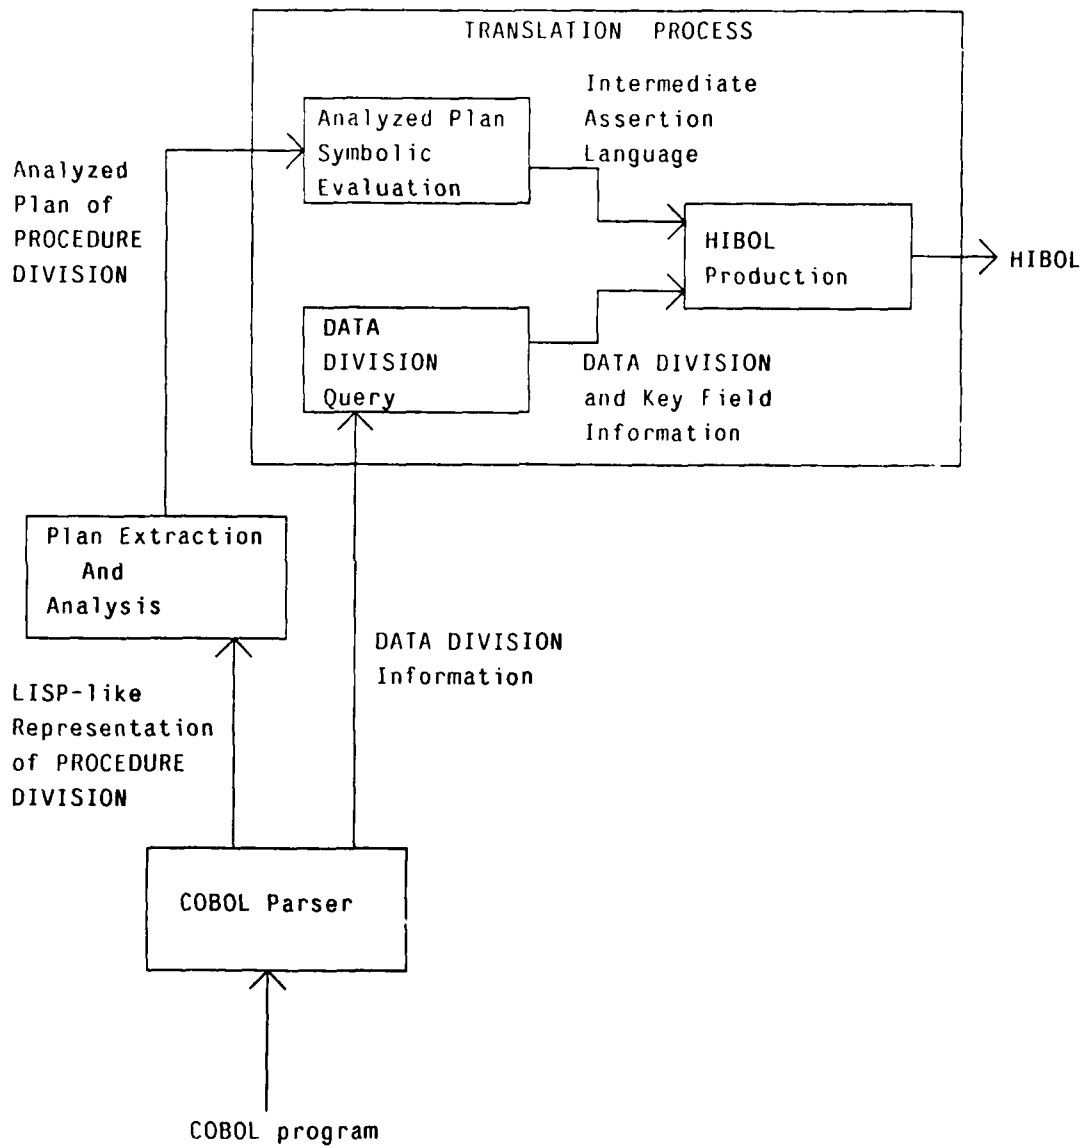 TRANSLATION PROCESS
Intermediate
Assertion
Language
Analyzed Plan
Symbolic
Evaluation
Analyzed
Plan of
PROCEDURE
DIVISION
HIBOL
Production
HIBOL
DATA
DIVISION
Query
DATA DIVISION
and Key Field
Information
Plan Extraction
And
Analysis
DATA DIVISION
Information
LISP-like
Representation
of PROCEDURE
DIVISION
COBOL Parser
COBOL program